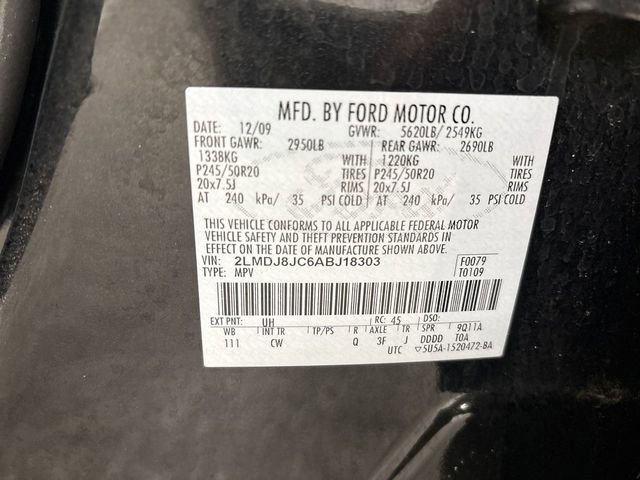 MFD. BY FORD MOTOR CO.
DATE: 12/09 GVWR: 5620LB/ 2549KG
FRONT GAWR: 2950LB REAR GAWR: 2690LB
1338KG WITH 1220KG WITH
P245/50R20 TIRES P245/50R20 TIRES
20x7.5J RIMS 20x7.5J RIMS
AT 240 kPa/ 35 PSI COLD AT 240 kPa/ 35 PSI COLD
THIS VEHICLE CONFORMS TO ALL APPLICABLE FEDERAL MOTOR
VEHICLE SAFETY AND THEFT PREVENTION STANDARDS IN
EFFECT ON THE DATE OF MANUFACTURE SHOWN ABOVE.
VIN: 2LMDJ8JC6ABJ18303 F0079
TYPE: MPV T0109
EXT PNT: UH RC: 45 DSO:
WB INT TR TP/PS R AXLE TR SPR 9Q11A
111 CW Q 3F J DDDD T0A
UTC ▽5U5A-1520472-BA